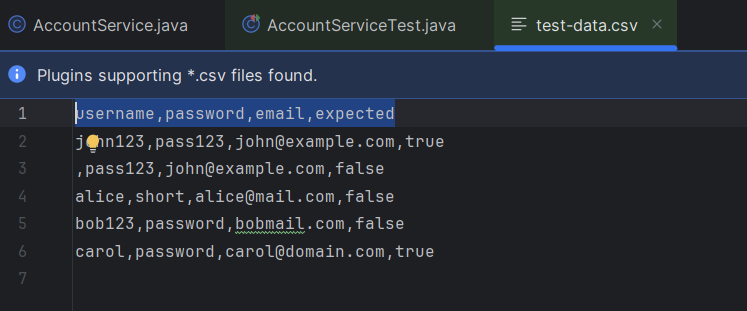 AccountService.java AccountServiceTest.java test-data.csv
Plugins supporting *.csv files found.
1 username,password,email,expected
2 john123,pass123,john@example.com,true
3 ,pass123,john@example.com,false
4 alice,short,alice@mail.com,false
5 bob123,password,bobmail.com,false
6 carol,password,carol@domain.com,true
7